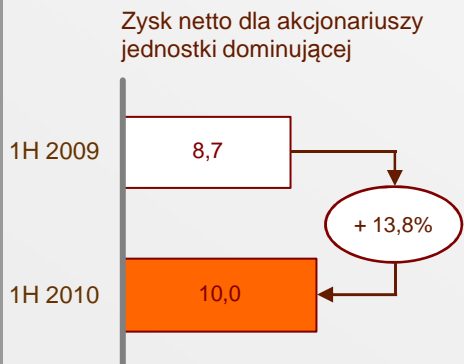 Zysk netto dla akcjonariuszy
jednostki dominującej
1H 2009
8,7
+ 13,8%
1H 2010
10,0